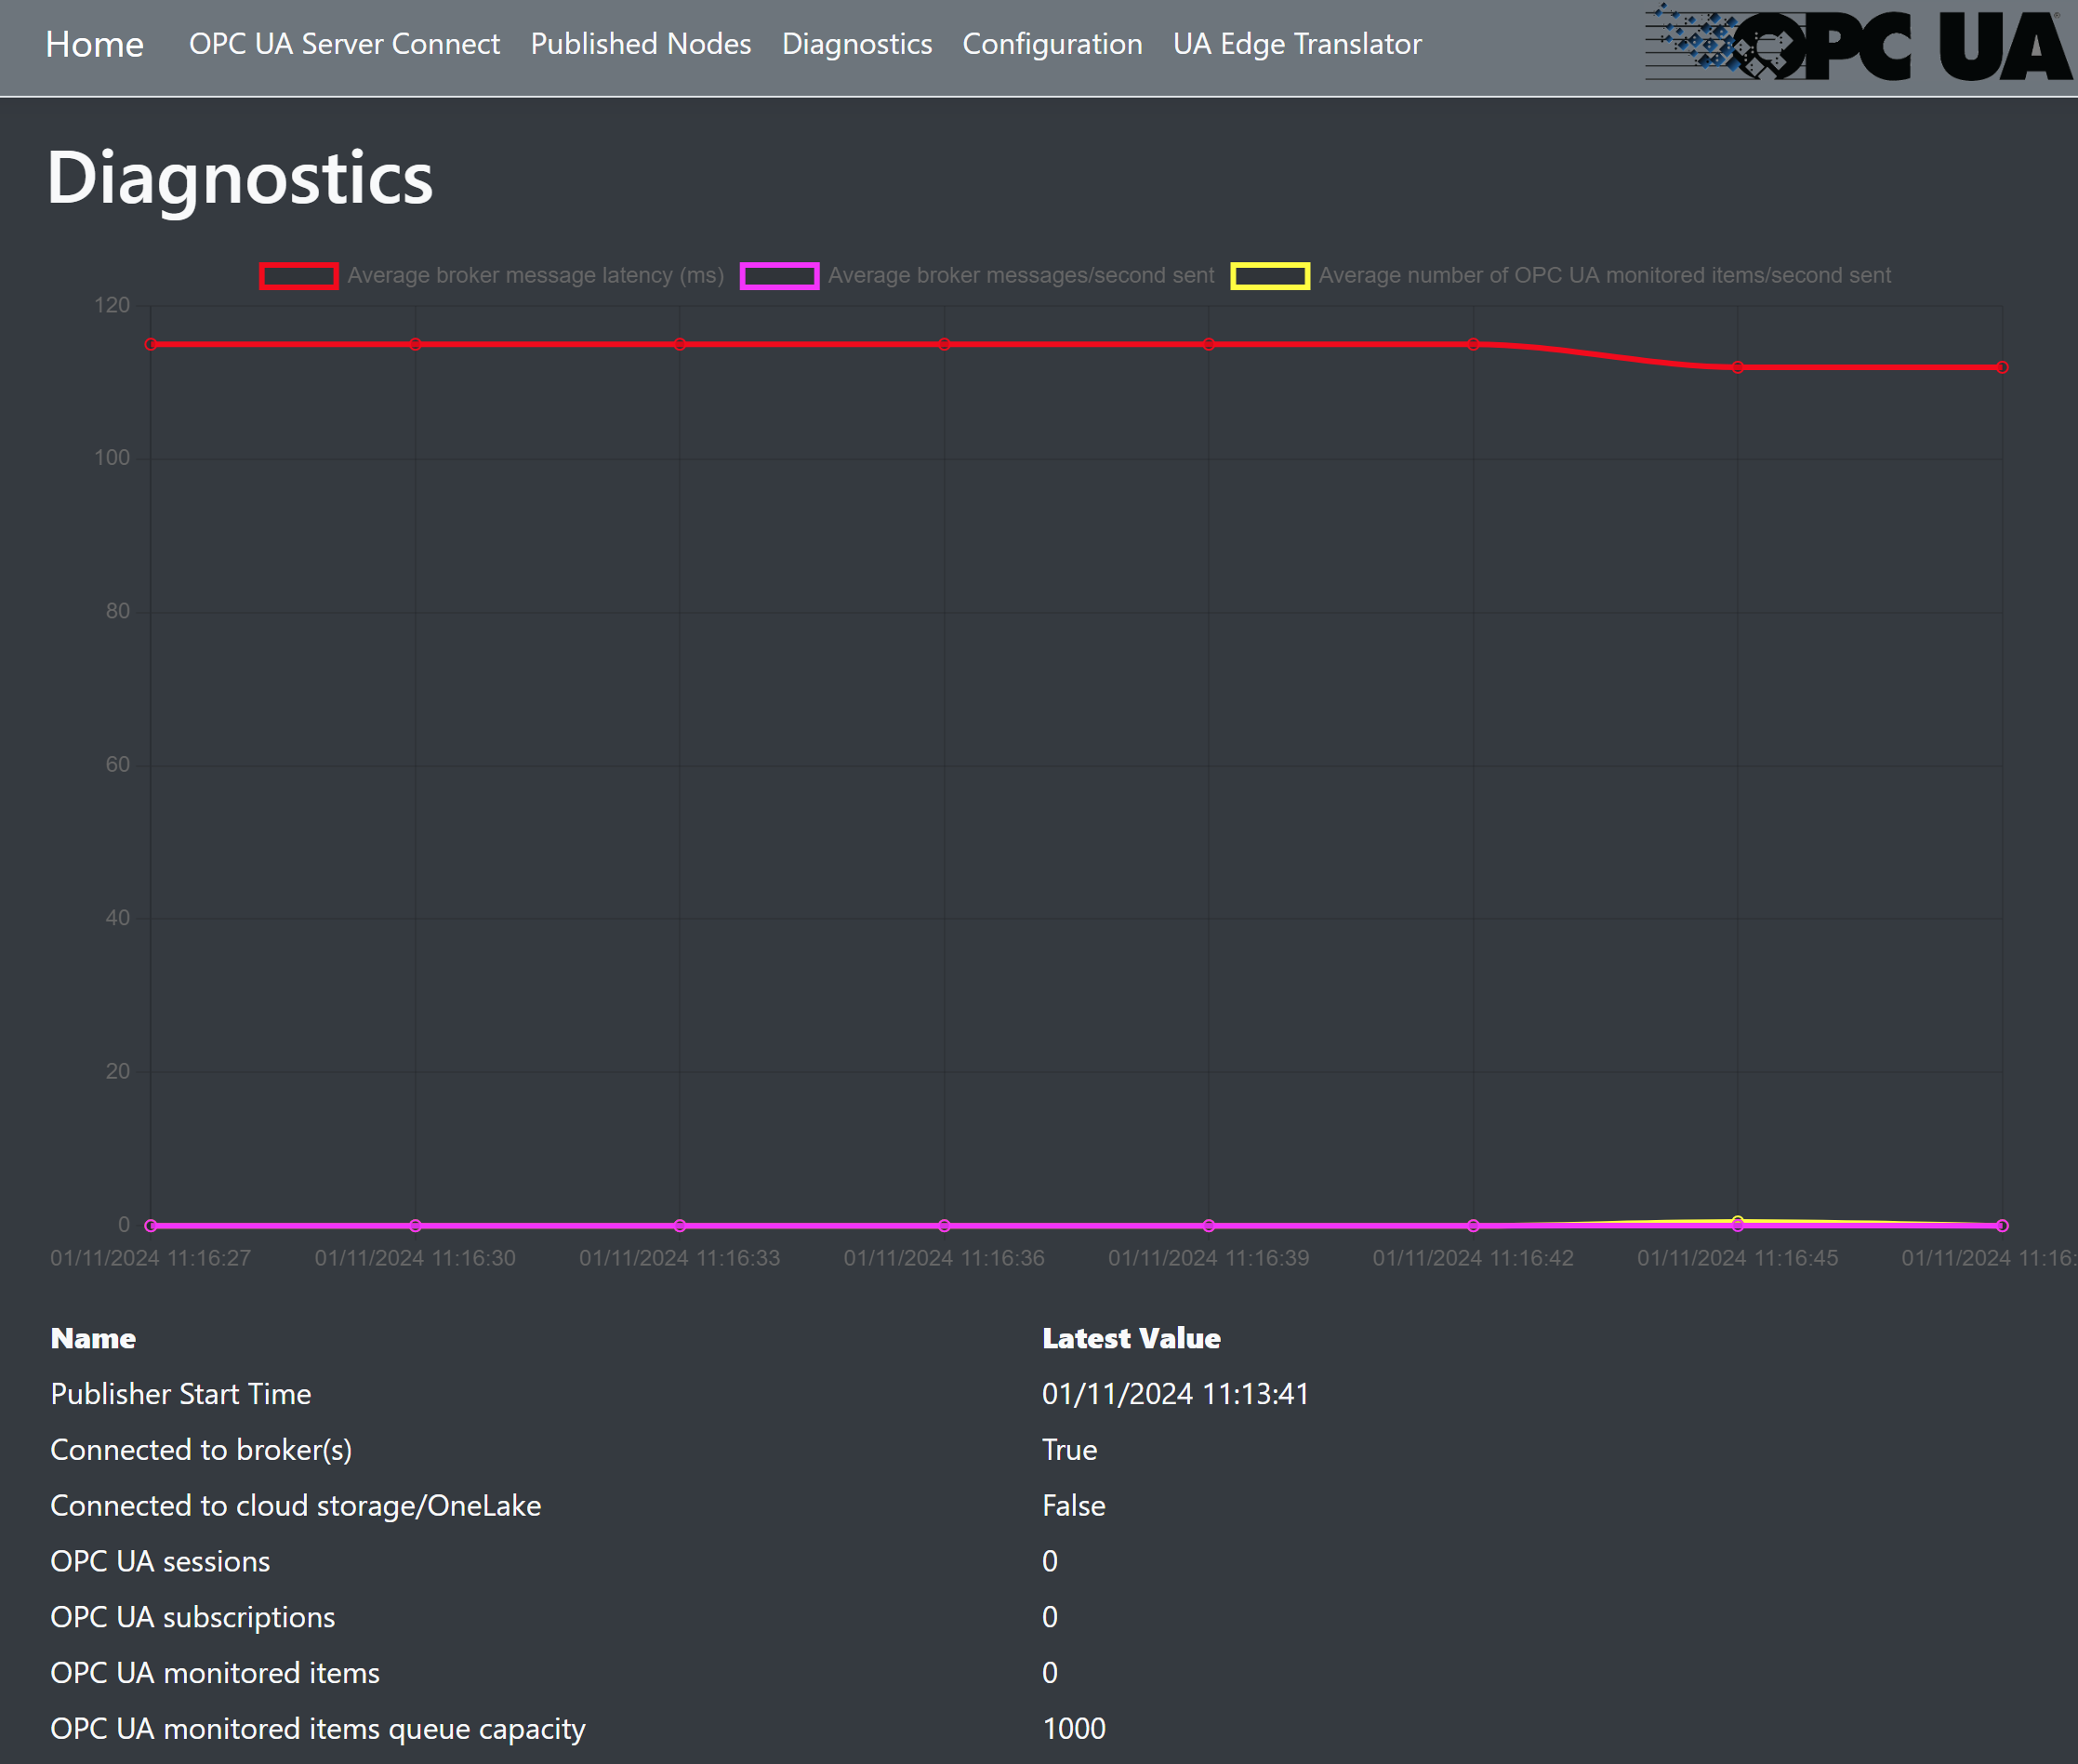 Home OPC UA Server Connect Published Nodes Diagnostics Configuration UA Edge Translator OPC UA
Diagnostics
Average broker message latency (ms) Average broker messages/second sent Average number of OPC UA monitored items/second sent
120
100
80
60
40
20
0
01/11/2024 11:16:27 01/11/2024 11:16:30 01/11/2024 11:16:33 01/11/2024 11:16:36 01/11/2024 11:16:39 01/11/2024 11:16:42 01/11/2024 11:16:45 01/11/2024 11:16:
Name Latest Value
Publisher Start Time 01/11/2024 11:13:41
Connected to broker(s) True
Connected to cloud storage/OneLake False
OPC UA sessions 0
OPC UA subscriptions 0
OPC UA monitored items 0
OPC UA monitored items queue capacity 1000